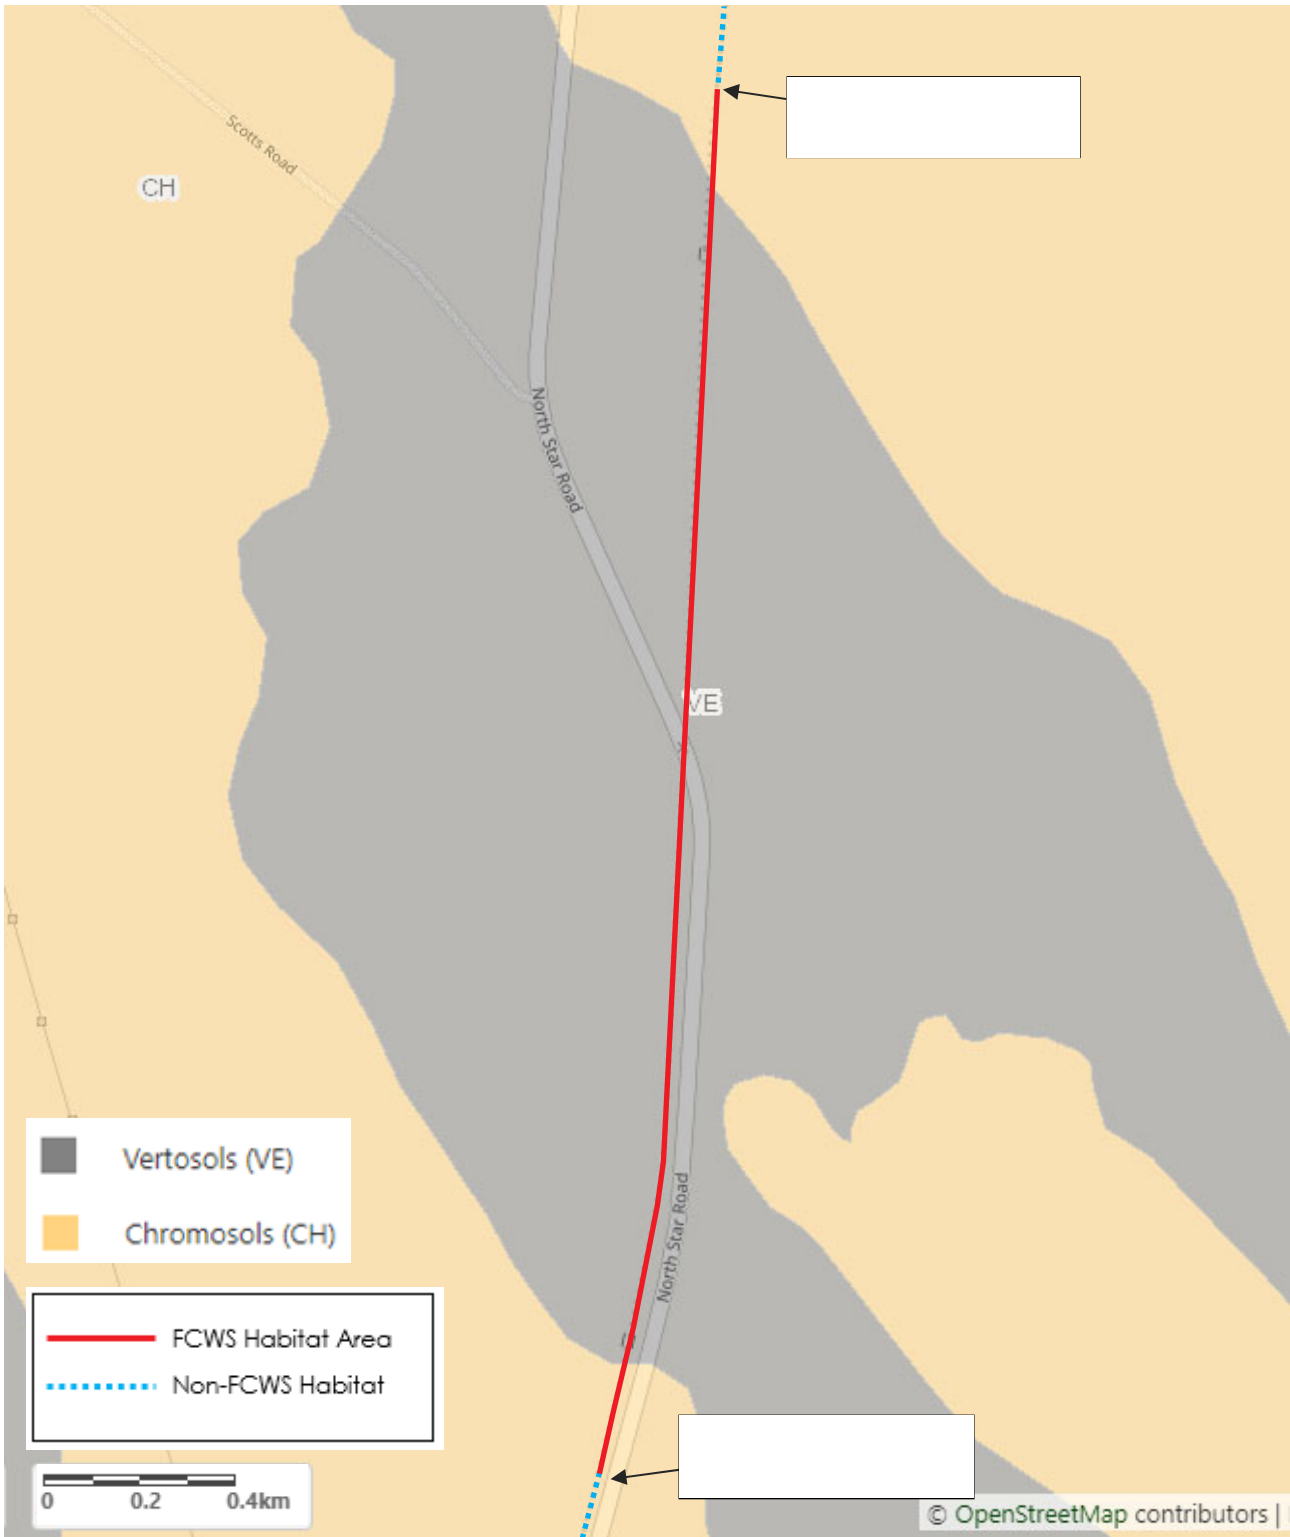 Scotts Road
CH
North Star Road
VE
North Star Road
Vertosols (VE)
Chromosols (CH)
FCWS Habitat Area
Non-FCWS Habitat
0 0.2 0.4km
© OpenStreetMap contributors |